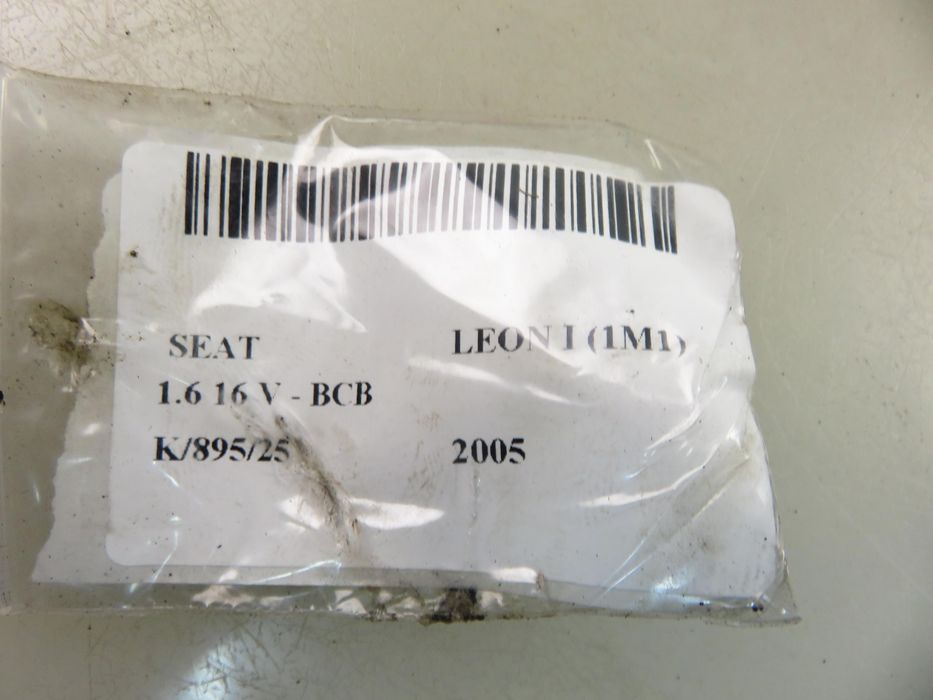 SEAT LEON I (1M1)
1.6 16 V - BCB
K/895/25 2005